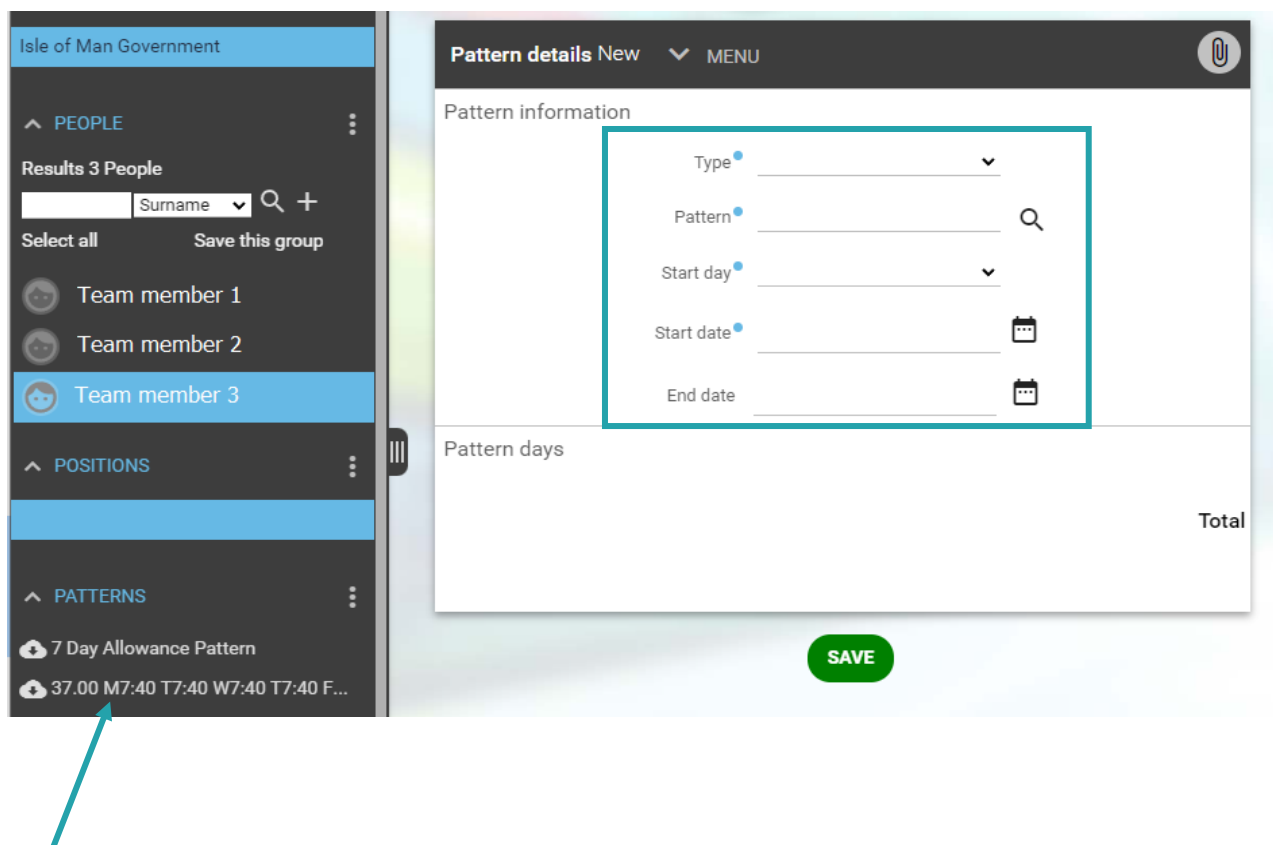 Isle of Man Government
PEOPLE
Results 3 People
Surname
Select all Save this group
Team member 1
Team member 2
Team member 3
POSITIONS
PATTERNS
7 Day Allowance Pattern
37.00 M7:40 T7:40 W7:40 T7:40 F...
Pattern details New MENU
Pattern information
Type
Pattern
Start day
Start date
End date
Pattern days
Total
SAVE